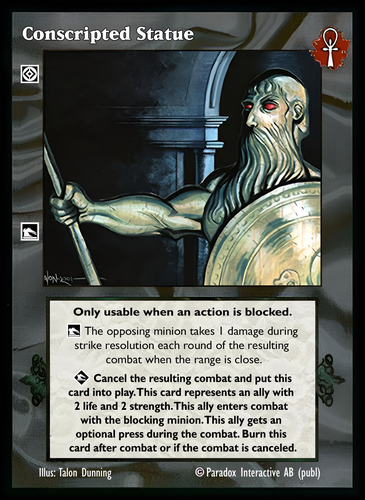 Conscripted Statue
Only usable when an action is blocked.
The opposing minion takes 1 damage during
strike resolution each round of the resulting
combat when the range is close.
Cancel the resulting combat and put this
card into play.This card represents an ally with
2 life and 2 strength.This ally enters combat
with the blocking minion.This ally gets an
optional press during the combat. Burn this
card after combat or if the combat is canceled.
Illus: Talon Dunning
© Paradox Interactive AB (publ)